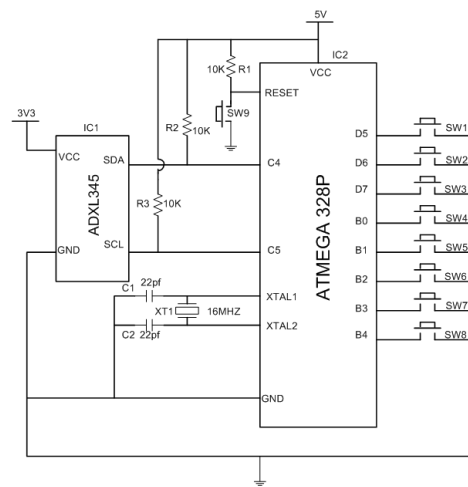 5V
IC2
VCC
10K R1
RESET
SW9
3V3
IC1
VCC
SDA
R2
10K
C4
ADXL345
R3
10K
GND
SCL
C5
ATMEGA 328P
D5
SW1
D6
SW2
D7
SW3
B0
SW4
B1
SW5
B2
SW6
B3
SW7
B4
SW8
C1
22pf
XTAL1
XT1
16MHZ
XTAL2
C2
22pf
GND